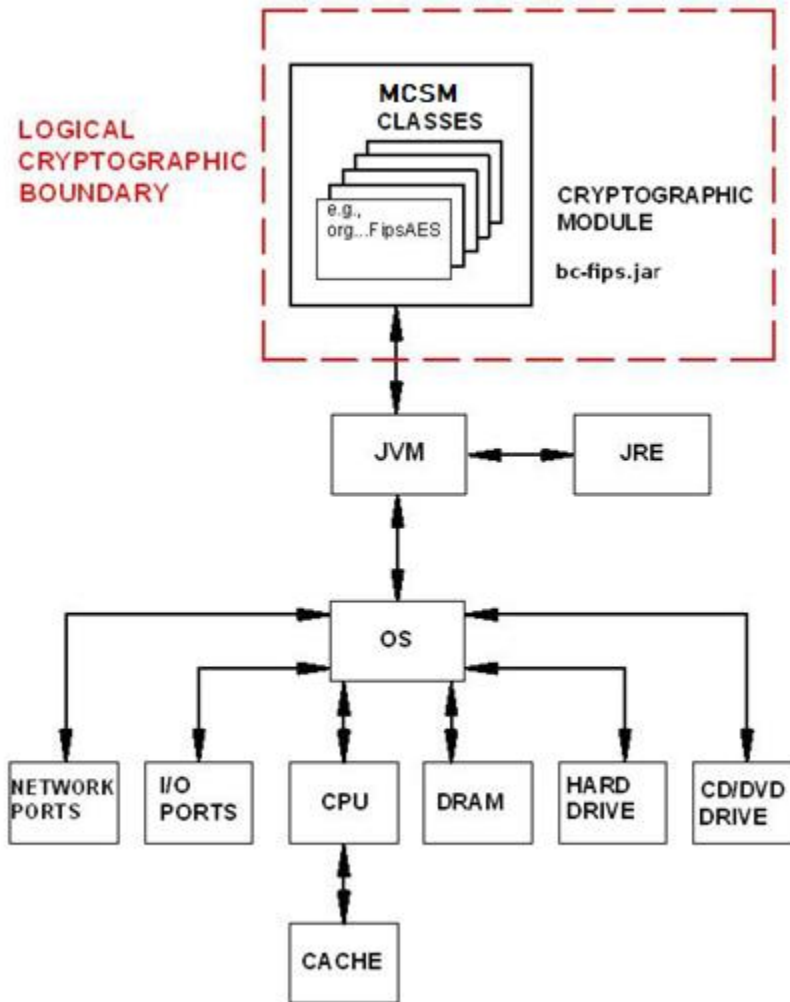 MCSM
CLASSES
e.g.,
org...FipsAES
LOGICAL
CRYPTOGRAPHIC
BOUNDARY
CRYPTOGRAPHIC
MODULE
bc-fips.jar
JVM
JRE
OS
NETWORK
PORTS
I/O
PORTS
CPU
DRAM
HARD
DRIVE
CD/DVD
DRIVE
CACHE